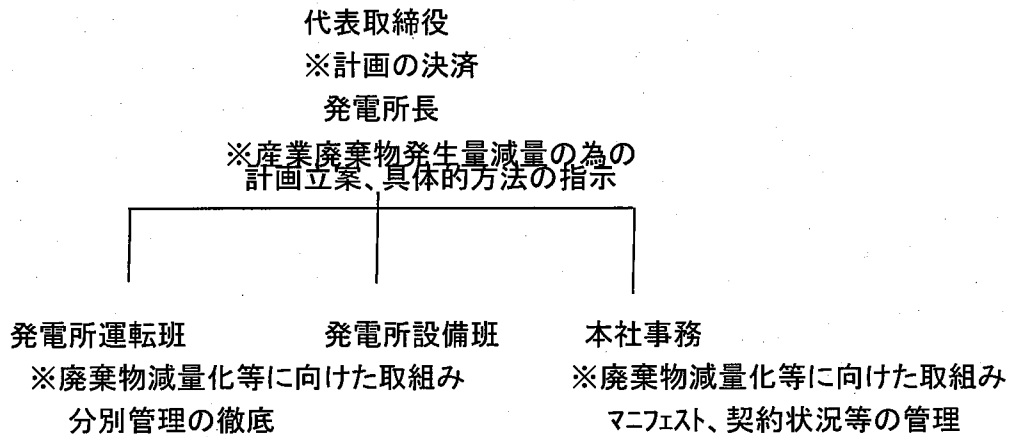 代表取締役
※計画の決済
発電所長
※産業廃棄物発生量減量の為の
計画立案、具体的方法の指示
発電所運転班 発電所設備班 本社事務
※廃棄物減量化等に向けた取組み ※廃棄物減量化等に向けた取組み
分別管理の徹底 マニフェスト、契約状況等の管理